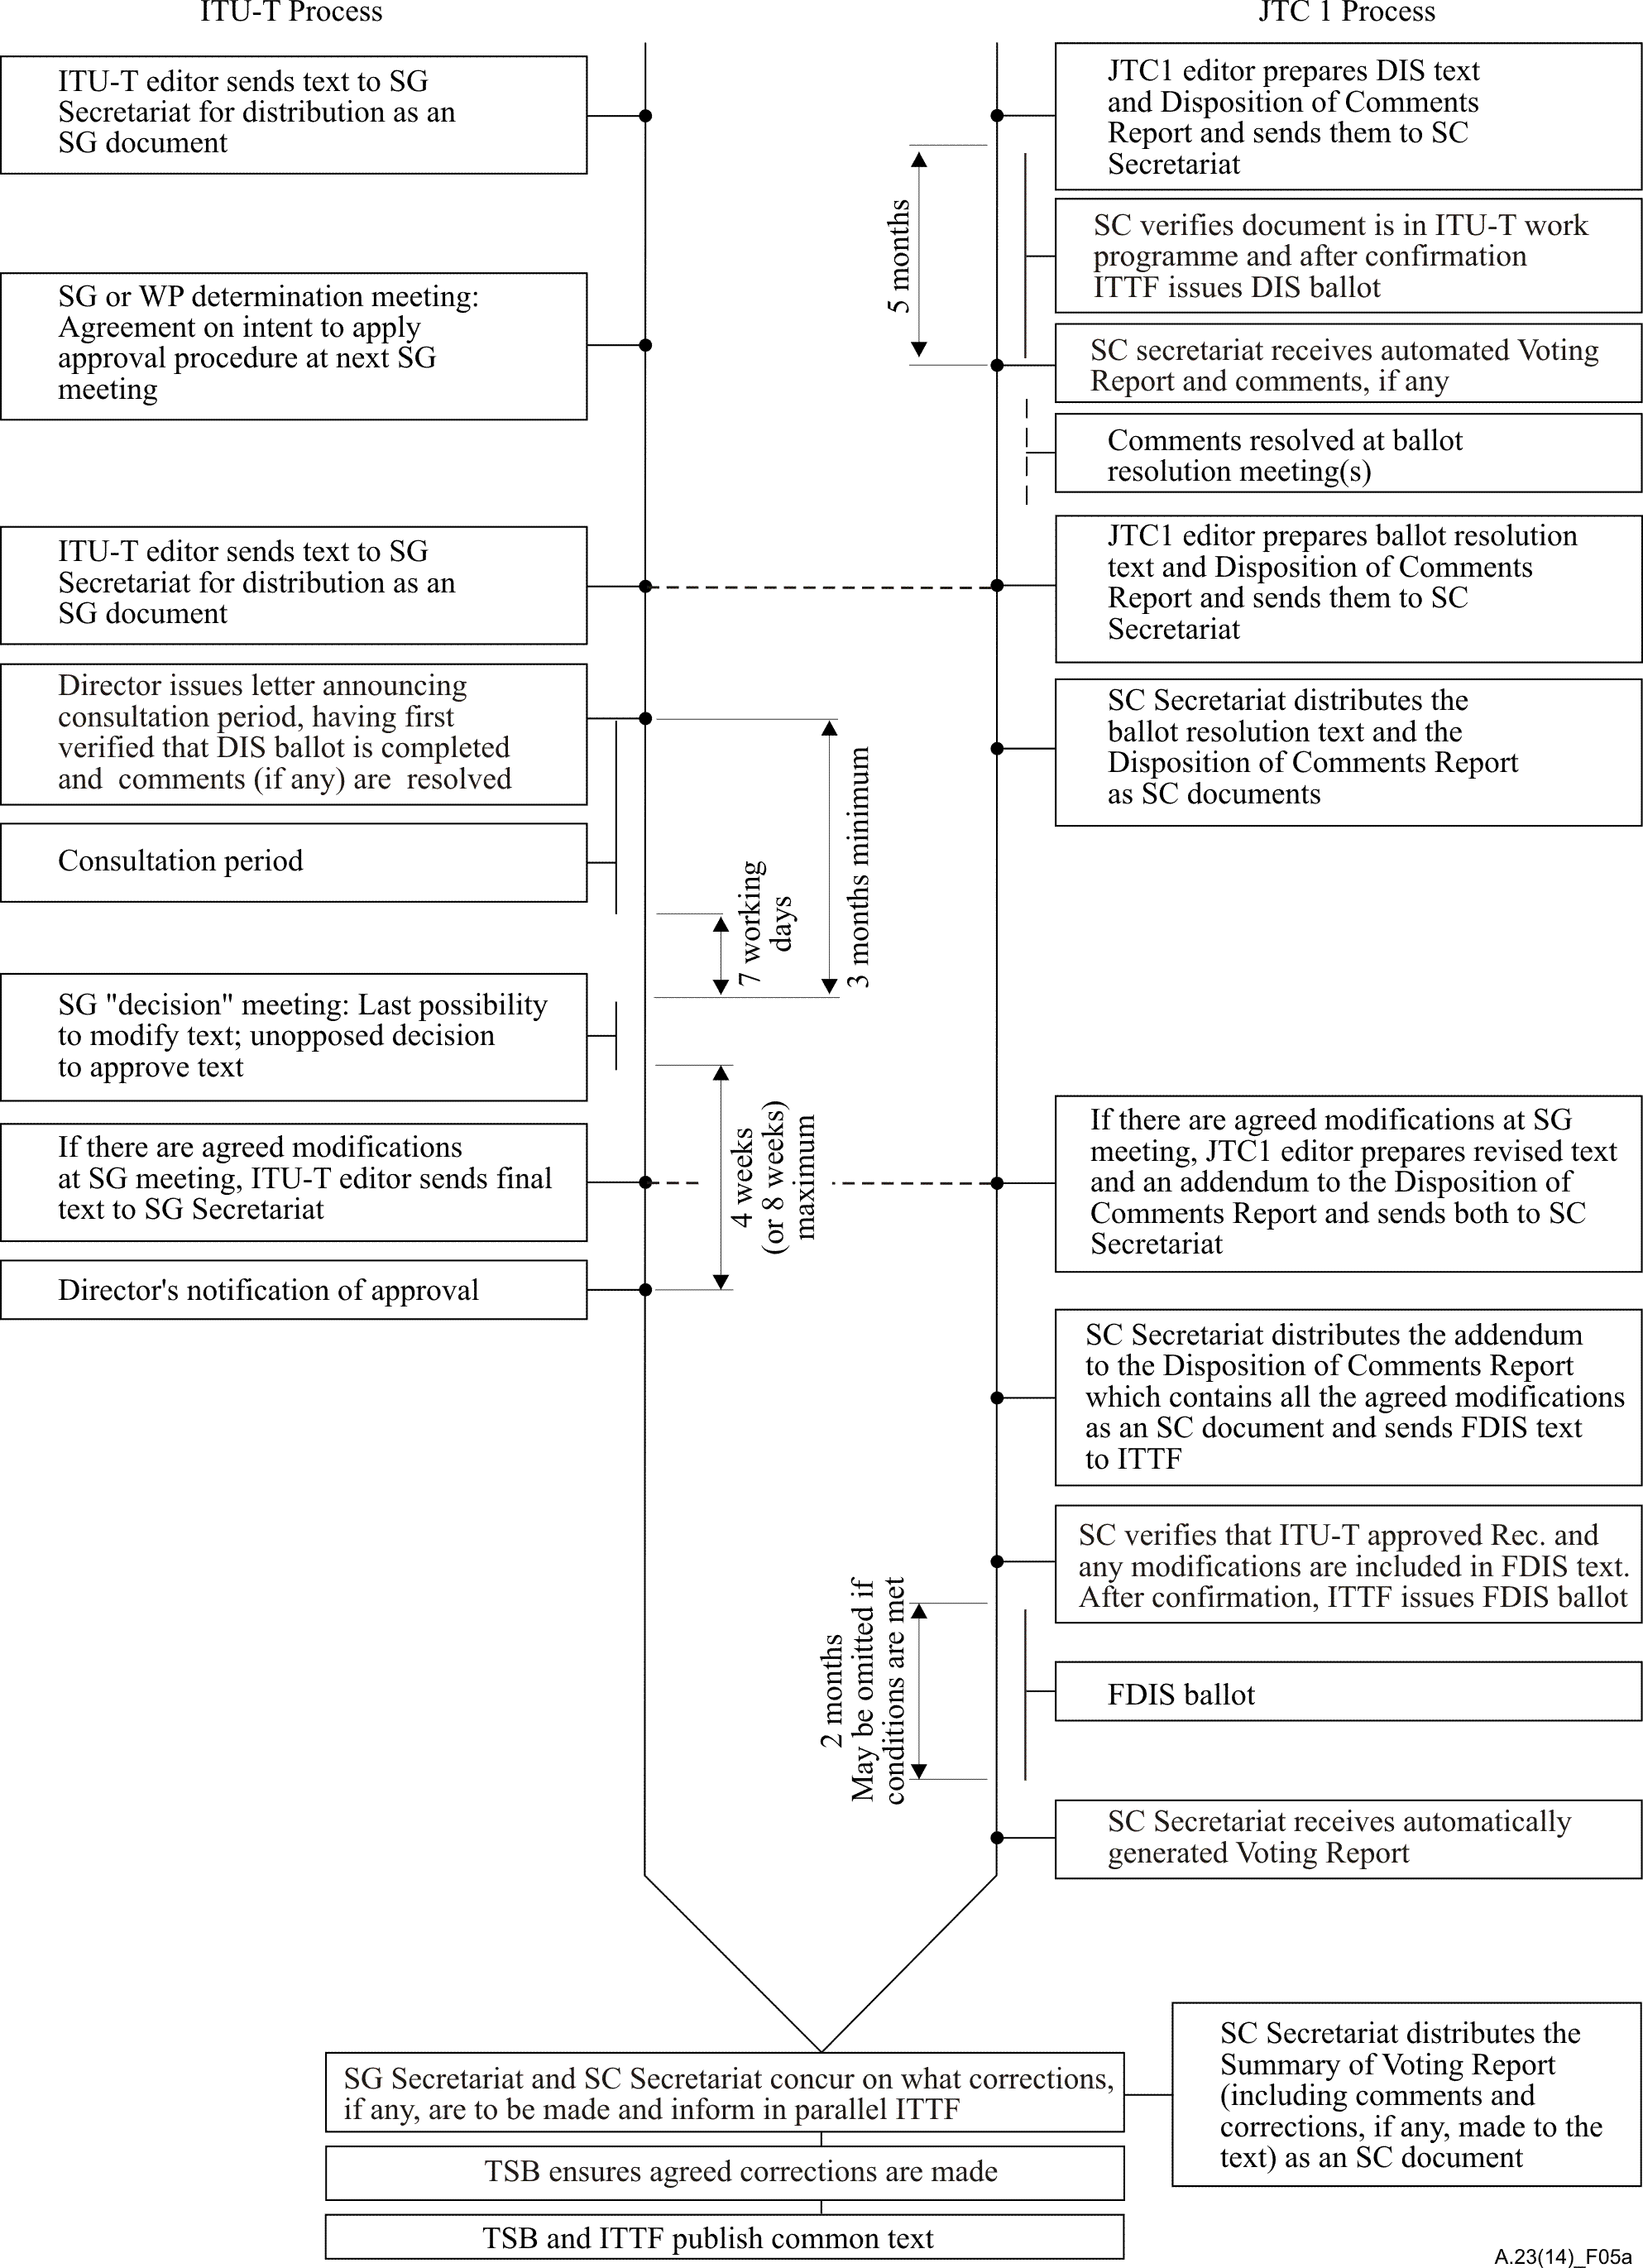 ITU-T Process
JTC 1 Process
ITU-T editor sends text to SG
Secretariat for distribution as an
SG document
JTC1 editor prepares DIS text
and Disposition of Comments
Report and sends them to SC
Secretariat
5 months
SC verifies document is in ITU-T work
programme and after confirmation
ITTF issues DIS ballot
SG or WP determination meeting:
Agreement on intent to apply
approval procedure at next SG
meeting
SC secretariat receives automated Voting
Report and comments, if any
Comments resolved at ballot
resolution meeting(s)
ITU-T editor sends text to SG
Secretariat for distribution as an
SG document
JTC1 editor prepares ballot resolution
text and Disposition of Comments
Report and sends them to SC
Secretariat
Director issues letter announcing
consultation period, having first
verified that DIS ballot is completed
and  comments (if any) are  resolved
SC Secretariat distributes the
ballot resolution text and the
Disposition of Comments Report
as SC documents
Consultation period
7 working
days
3 months minimum
SG "decision" meeting: Last possibility
to modify text; unopposed decision
to approve text
If there are agreed modifications
at SG meeting, ITU-T editor sends final
text to SG Secretariat
4 weeks
(or 8 weeks)
maximum
If there are agreed modifications at SG
meeting, JTC1 editor prepares revised text
and an addendum to the Disposition of
Comments Report and sends both to SC
Secretariat
Director's notification of approval
SC Secretariat distributes the addendum
to the Disposition of Comments Report
which contains all the agreed modifications
as an SC document and sends FDIS text
to ITTF
SC verifies that ITU-T approved Rec. and
any modifications are included in FDIS text.
After confirmation, ITTF issues FDIS ballot
2 months
May be omitted if
conditions are met
FDIS ballot
SC Secretariat receives automatically
generated Voting Report
SG Secretariat and SC Secretariat concur on what corrections,
if any, are to be made and inform in parallel ITTF
SC Secretariat distributes the
Summary of Voting Report
(including comments and
corrections, if any, made to the
text) as an SC document
TSB ensures agreed corrections are made
TSB and ITTF publish common text
A.23(14)_F05a